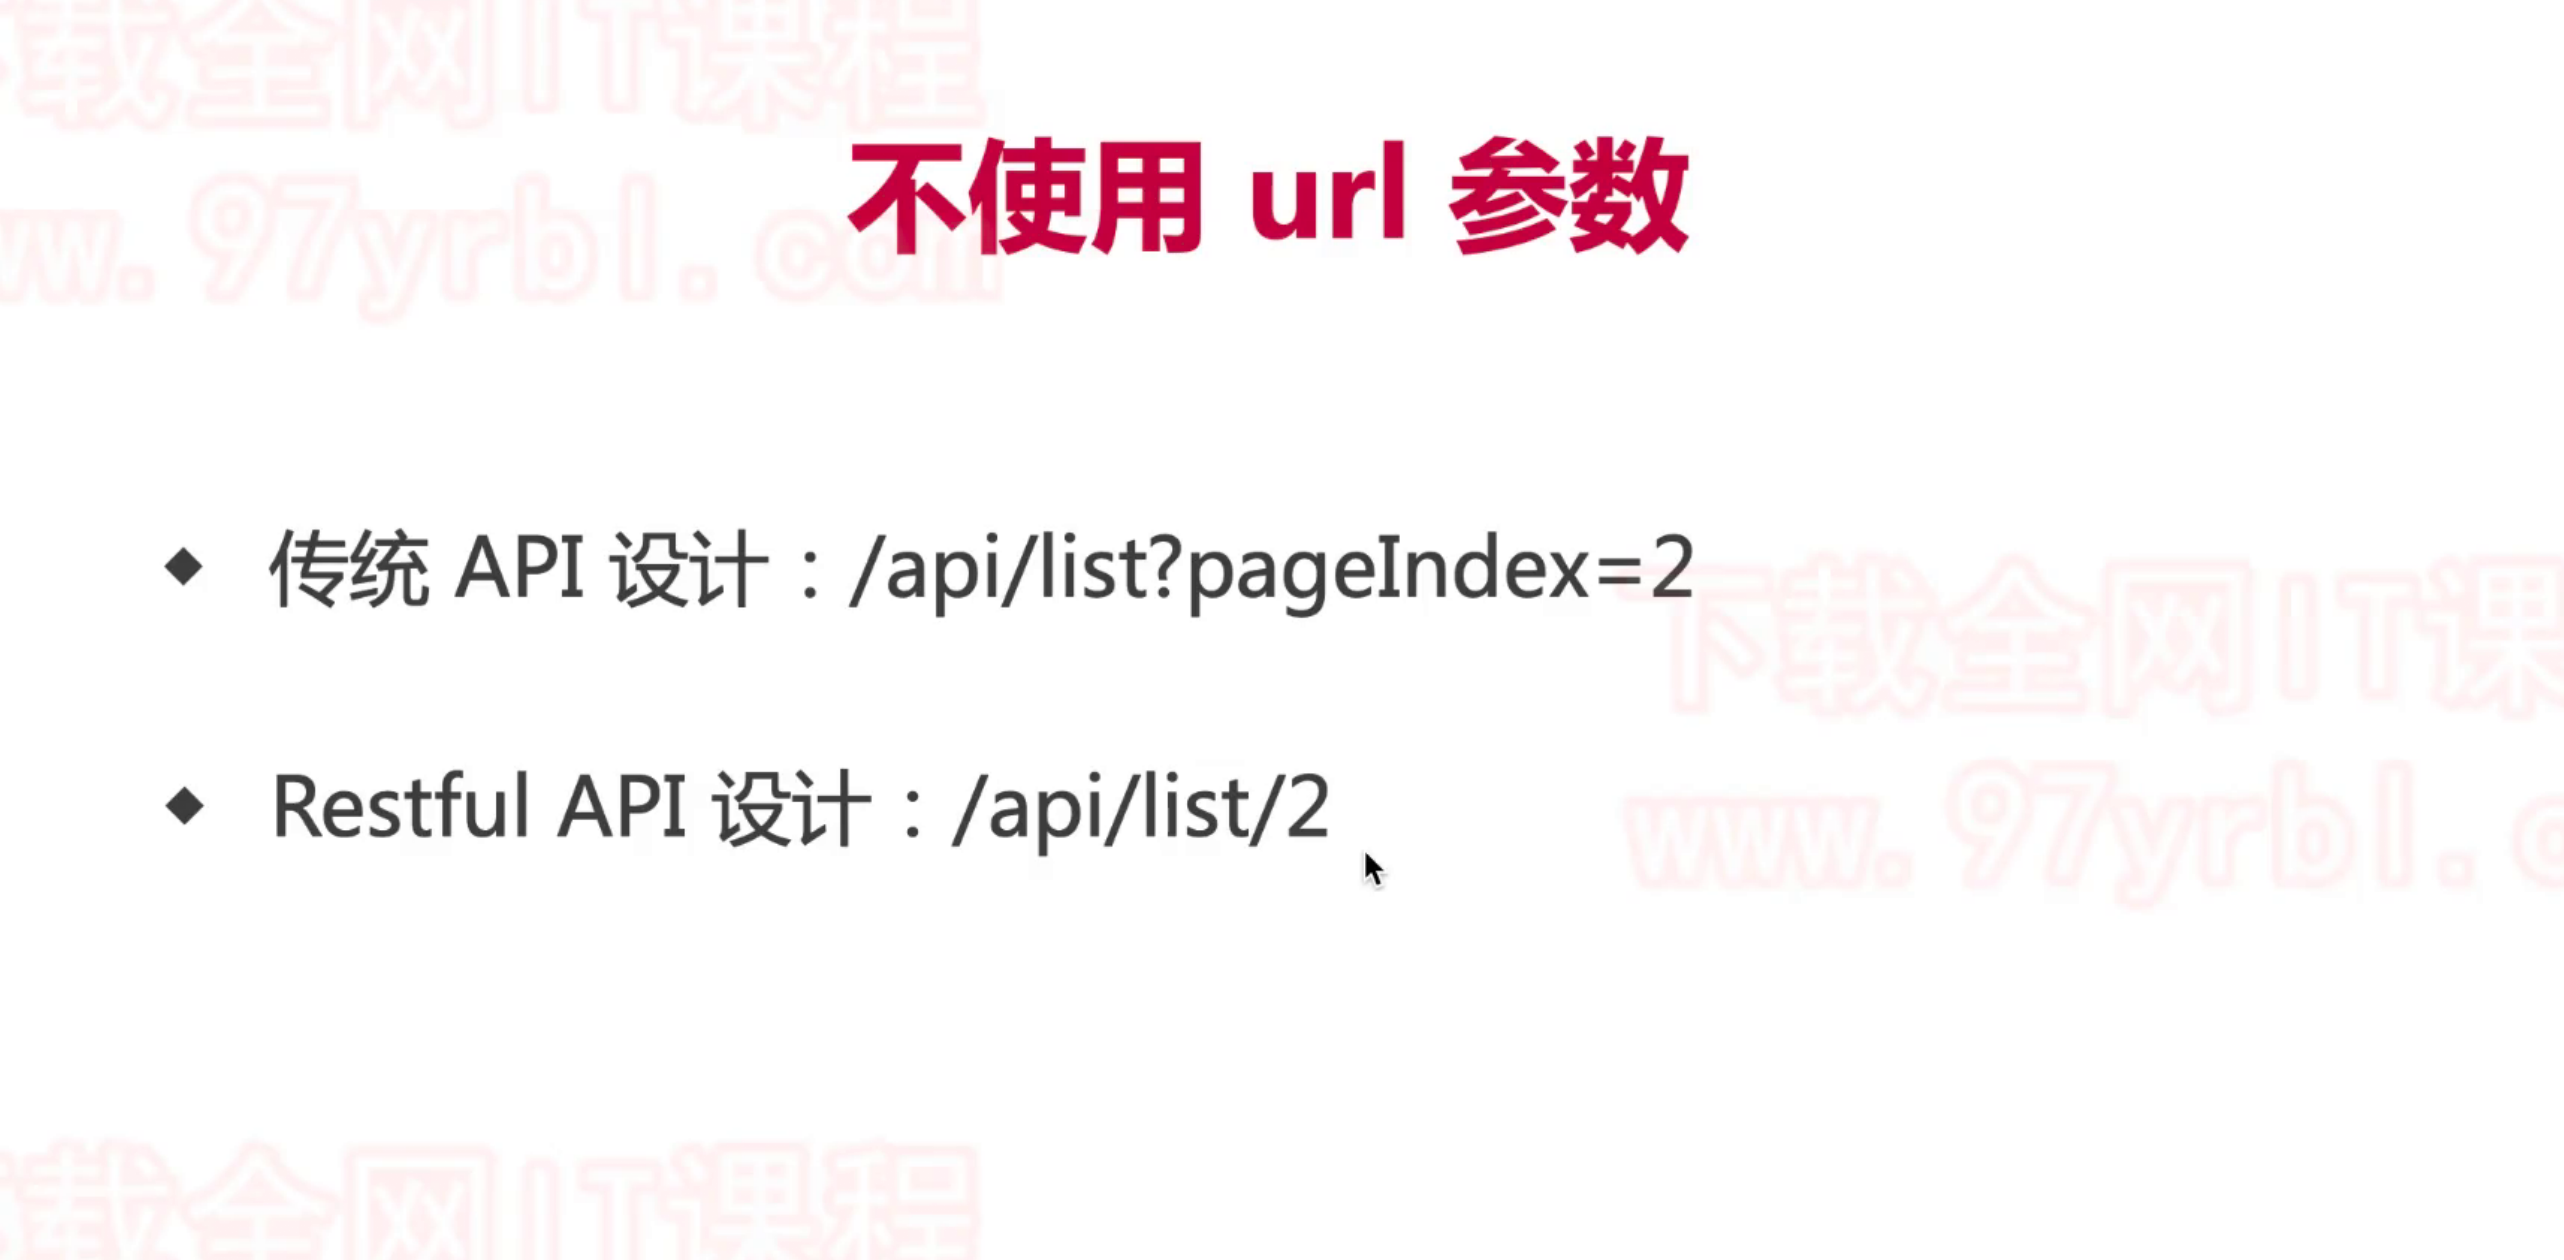 下载全网IT课程
www.97yrbl.com
不使用 url 参数
◆ 传统 API 设计：/api/list?pageIndex=2
下载全网IT课
◆ Restful API 设计：/api/list/2
www.97yrbl.c
载全网IT课程